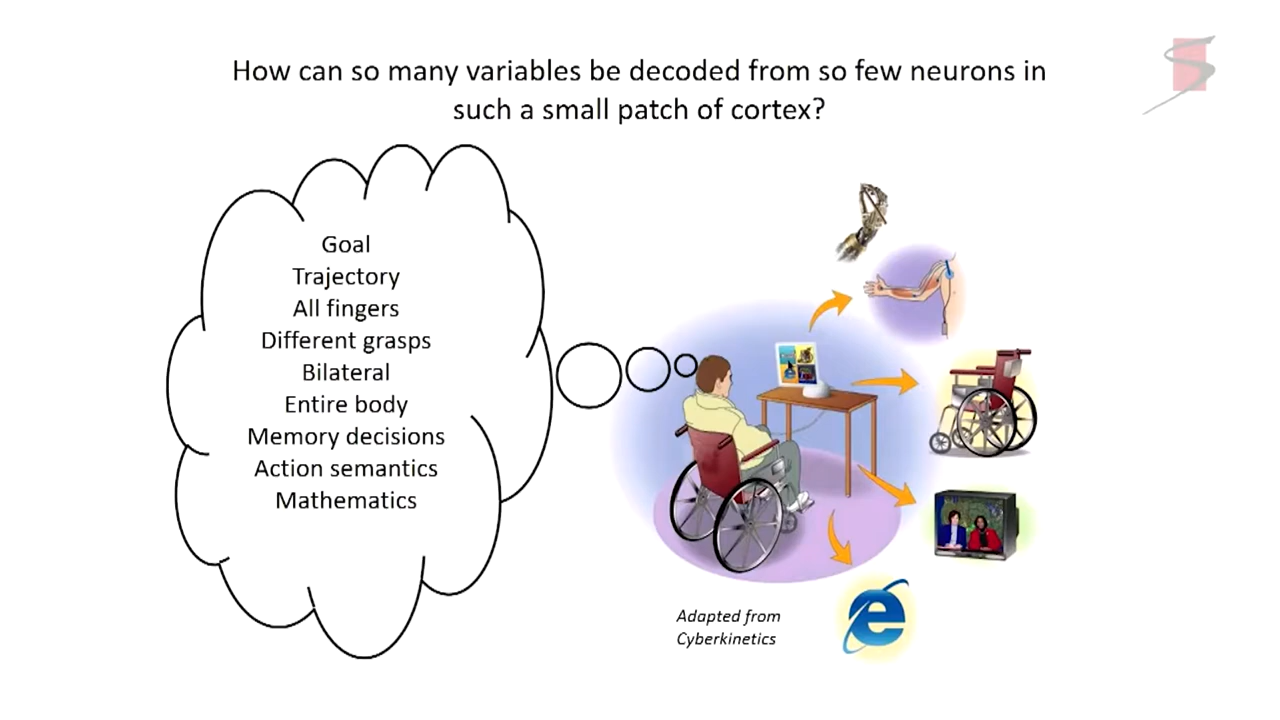 How can so many variables be decoded from so few neurons in
such a small patch of cortex?
Goal
Trajectory
All fingers
Different grasps
Bilateral
Entire body
Memory decisions
Action semantics
Mathematics
Adapted from
Cyberkinetics